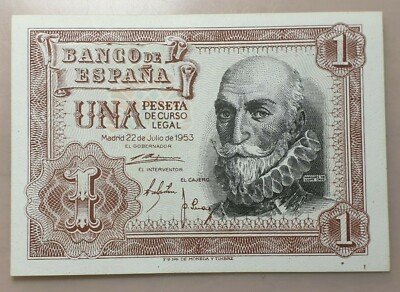 BANCO DE
ESPAÑA
1
UNA PESETA
DE CURSO
LEGAL
Madrid 22 de Julio de 1953
EL GOBERNADOR
EL INTERVENTOR
EL CAJERO
1
1
DE MONEDA Y TIMBRE